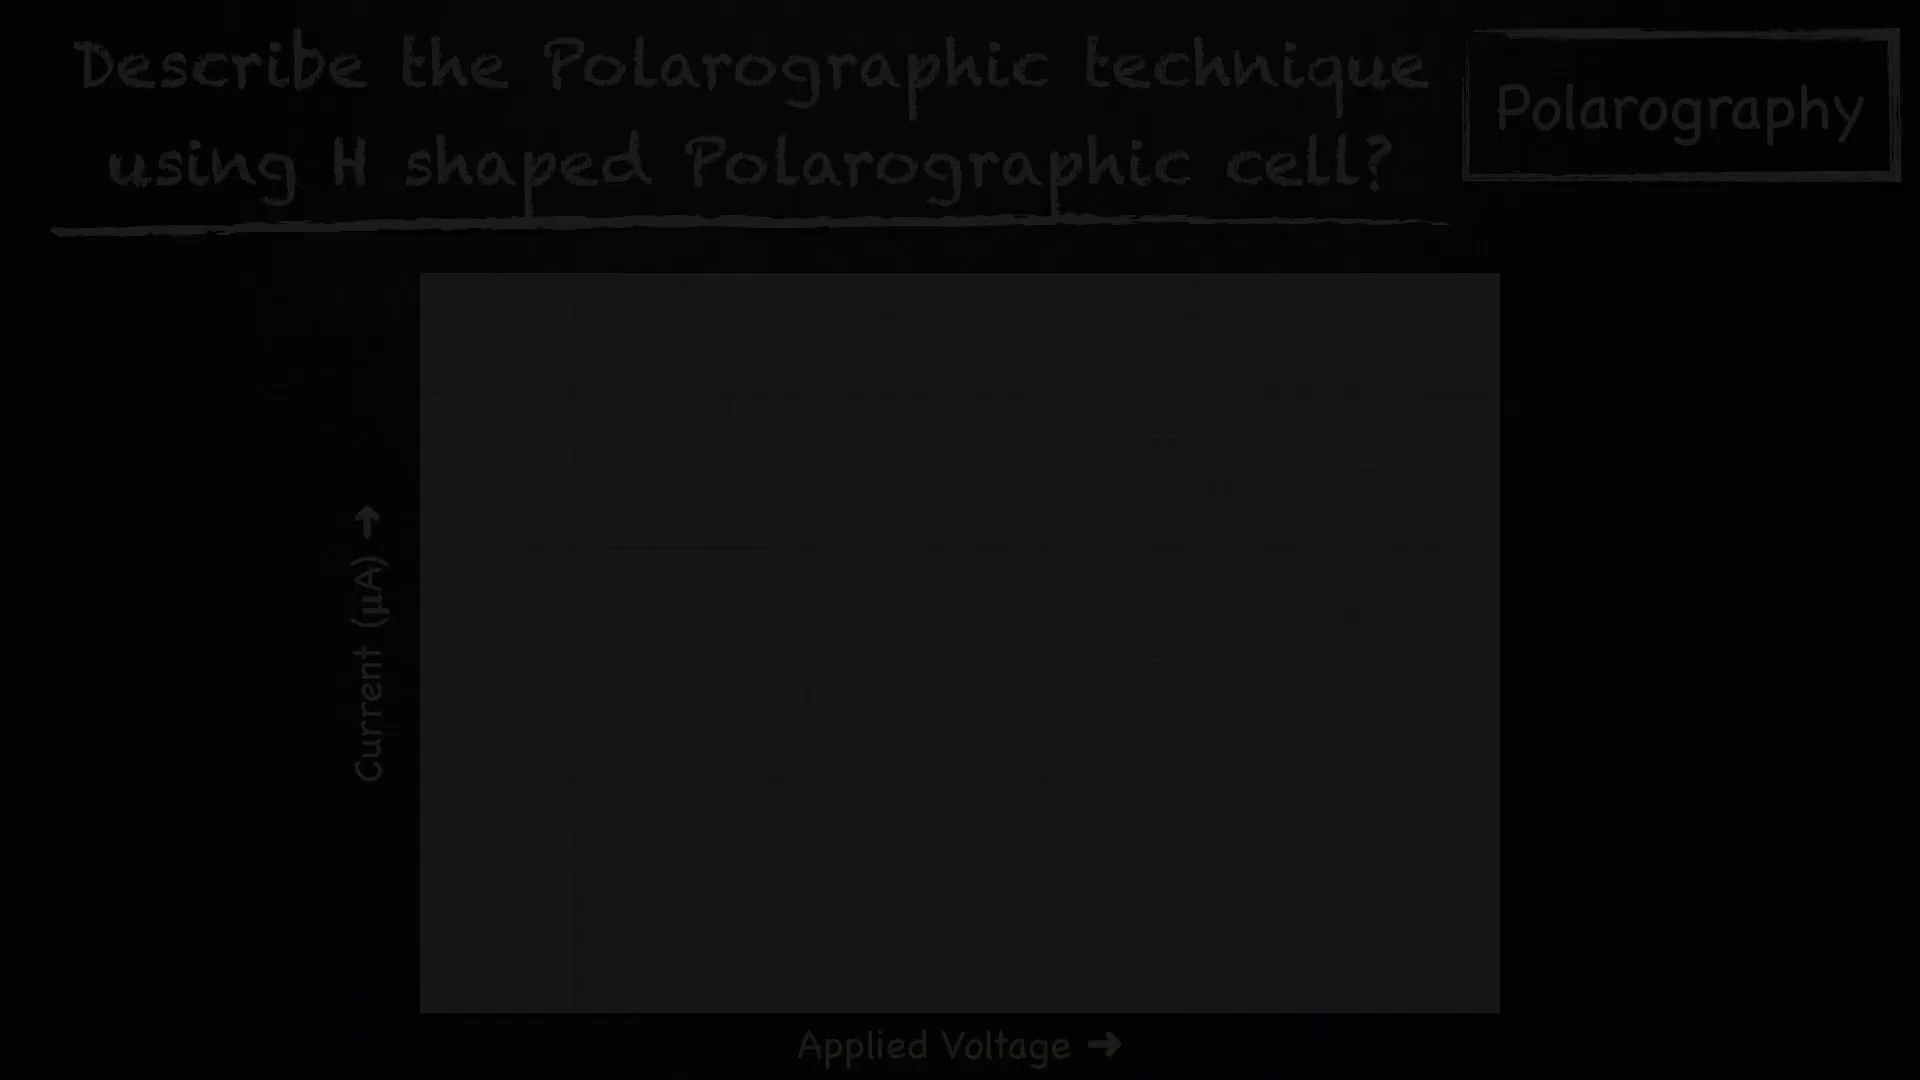 Describe the Polarographic technique
using H shaped Polarographic cell?
Polarography
Current (µA) ➔
Applied Voltage ➔